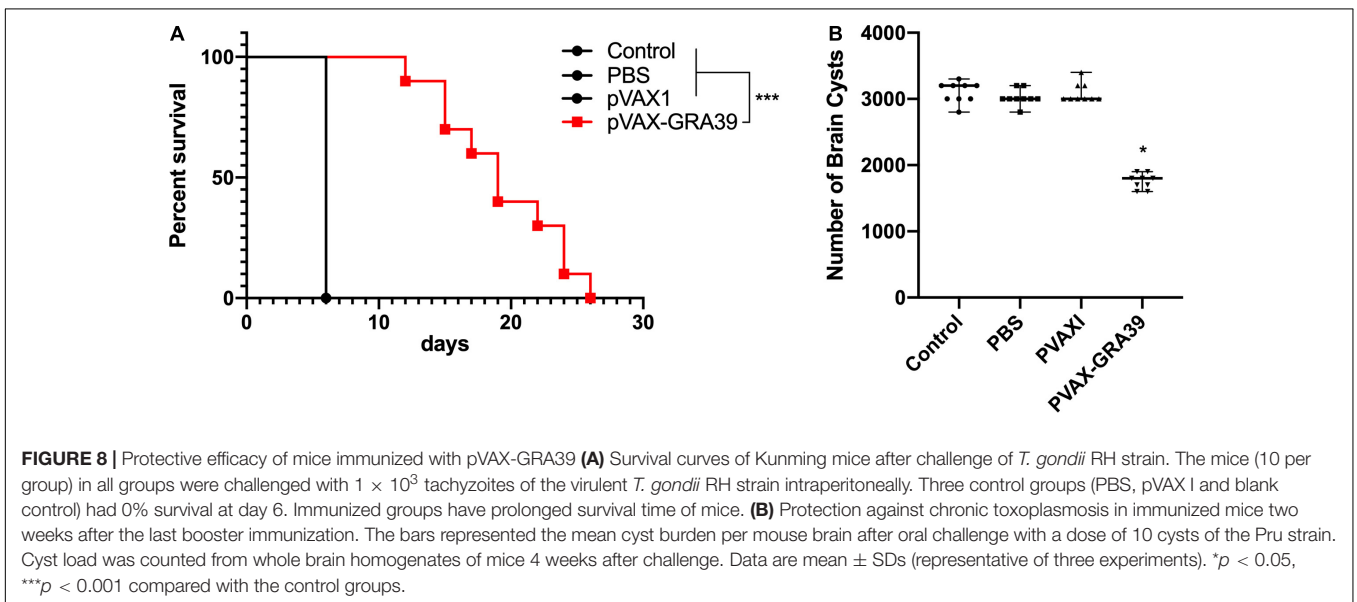 A
100
50
0
Percent survival
0 10 20 30
days
Control
PBS
pVAX1
pVAX-GRA39
***
B
4000
3000
2000
1000
0
Number of Brain Cysts
*
Control
PBS
PVAXI
PVAX-GRA39
FIGURE 8 | Protective efficacy of mice immunized with pVAX-GRA39 (A) Survival curves of Kunming mice after challenge of T. gondii RH strain. The mice (10 per
group) in all groups were challenged with 1 × 10³ tachyzoites of the virulent T. gondii RH strain intraperitoneally. Three control groups (PBS, pVAX I and blank
control) had 0% survival at day 6. Immunized groups have prolonged survival time of mice. (B) Protection against chronic toxoplasmosis in immunized mice two
weeks after the last booster immunization. The bars represented the mean cyst burden per mouse brain after oral challenge with a dose of 10 cysts of the Pru strain.
Cyst load was counted from whole brain homogenates of mice 4 weeks after challenge. Data are mean ± SDs (representative of three experiments). *p < 0.05,
***p < 0.001 compared with the control groups.